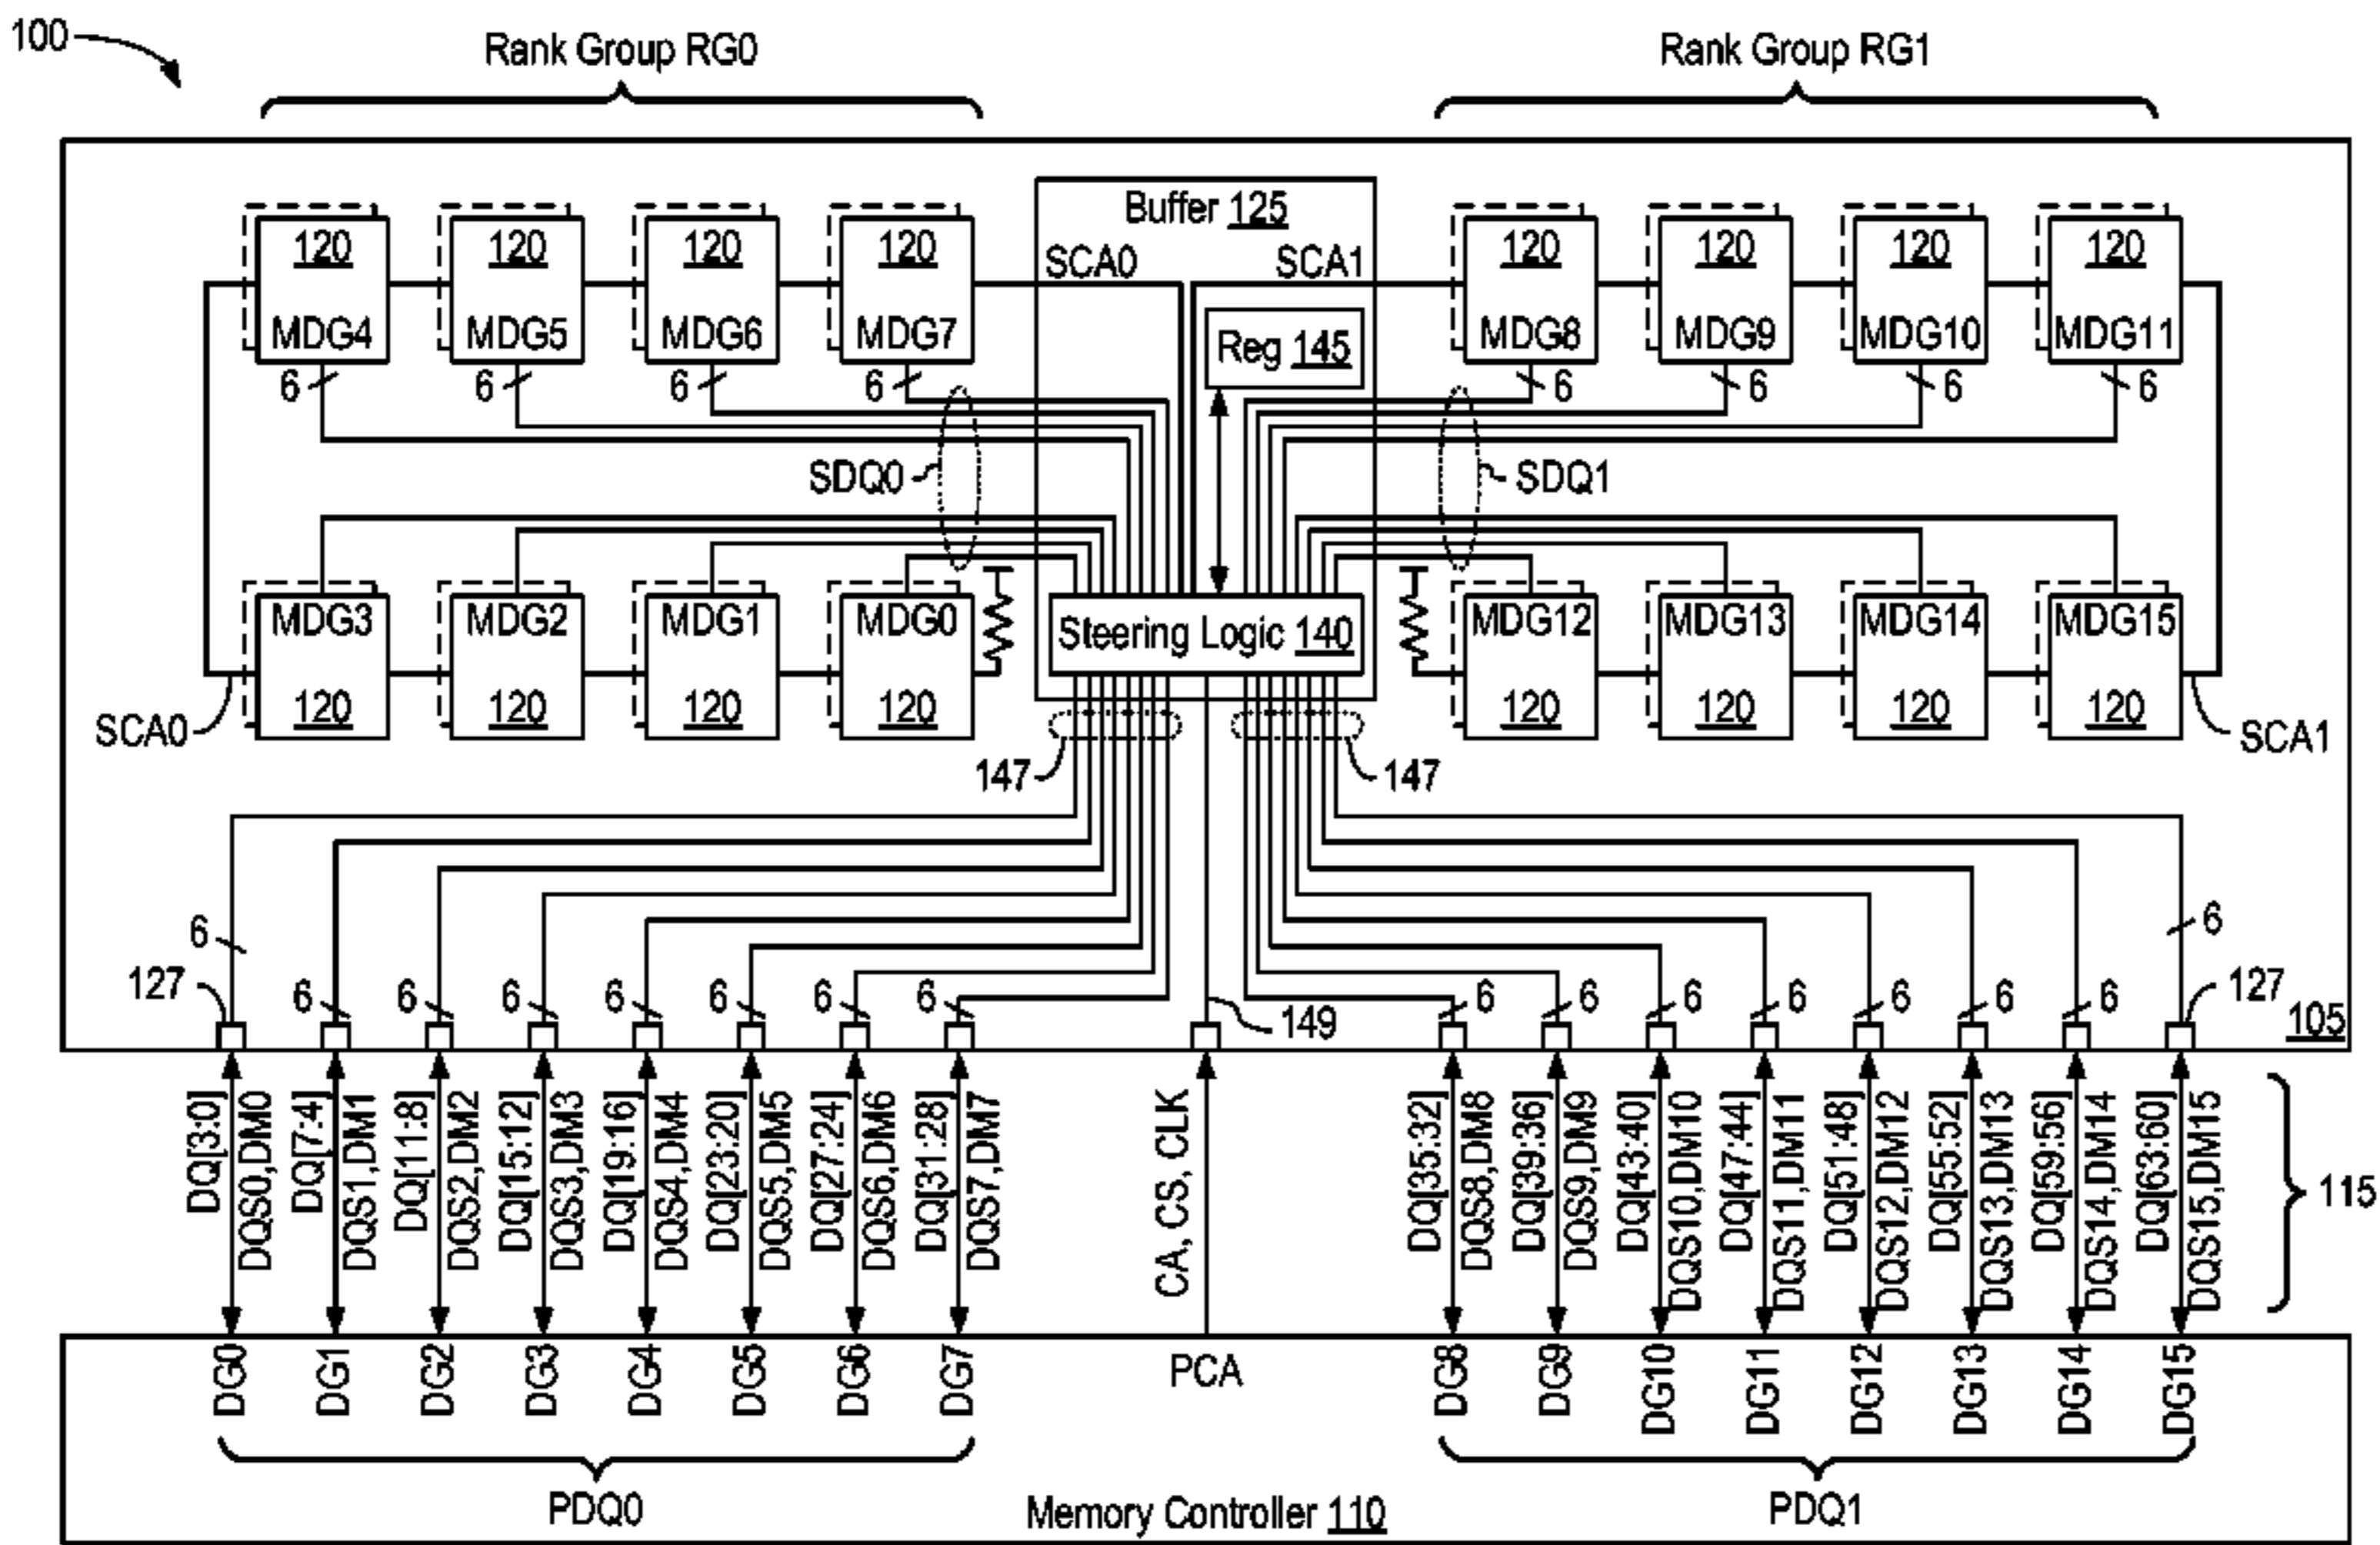 100
Rank Group RG0
Rank Group RG1
Buffer 125
120
120
120
120
SCA0
SCA1
120
120
120
120
MDG4
MDG5
MDG6
MDG7
Reg 145
MDG8
MDG9
MDG10
MDG11
6
6
6
6
6
6
6
6
SDQ0
SDQ1
MDG3
MDG2
MDG1
MDG0
Steering Logic 140
MDG12
MDG13
MDG14
MDG15
120
120
120
120
120
120
120
120
SCA0
SCA1
147
147
6
6
127
6
6
6
6
6
6
6
149
6
6
6
6
6
6
6
127
105
DQ[3:0]
DQS0,DM0
DQ[7:4]
DQS1,DM1
DQ[11:8]
DQS2,DM2
DQ[15:12]
DQS3,DM3
DQ[19:16]
DQS4,DM4
DQ[23:20]
DQS5,DM5
DQ[27:24]
DQS6,DM6
DQ[31:28]
DQS7,DM7
CA, CS, CLK
DQ[35:32]
DQS8,DM8
DQ[39:36]
DQS9,DM9
DQ[43:40]
DQS10,DM10
DQ[47:44]
DQS11,DM11
DQ[51:48]
DQS12,DM12
DQ[55:52]
DQS13,DM13
DQ[59:56]
DQS14,DM14
DQ[63:60]
DQS15,DM15
115
DG0
DG1
DG2
DG3
DG4
DG5
DG6
DG7
PCA
DG8
DG9
DG10
DG11
DG12
DG13
DG14
DG15
PDQ0
Memory Controller 110
PDQ1